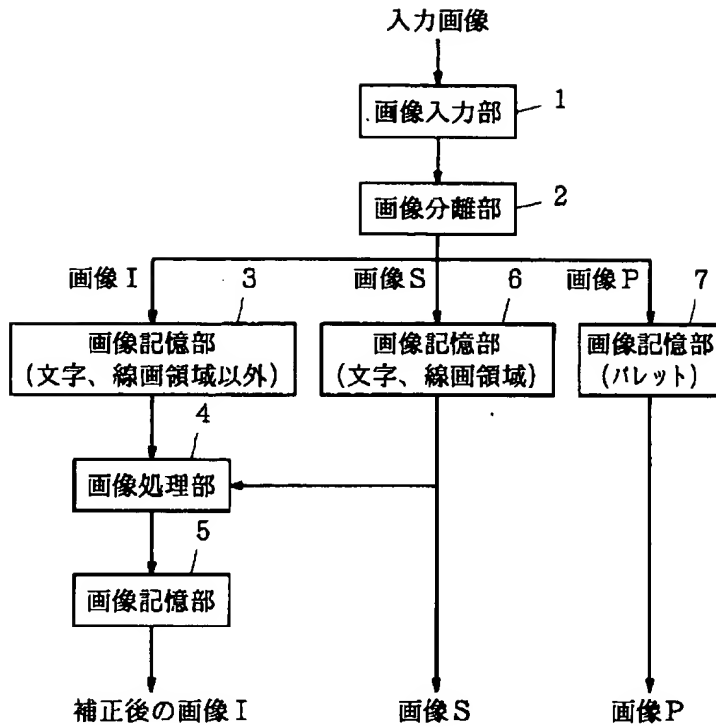 入力画像
画像入力部
1
画像分離部
2
画像I
3
画像S
6
画像P
7
画像記憶部
(文字、線画領域以外)
画像記憶部
(文字、線画領域)
画像記憶部
(パレット)
4
画像処理部
5
画像記憶部
補正後の画像I
画像S
画像P